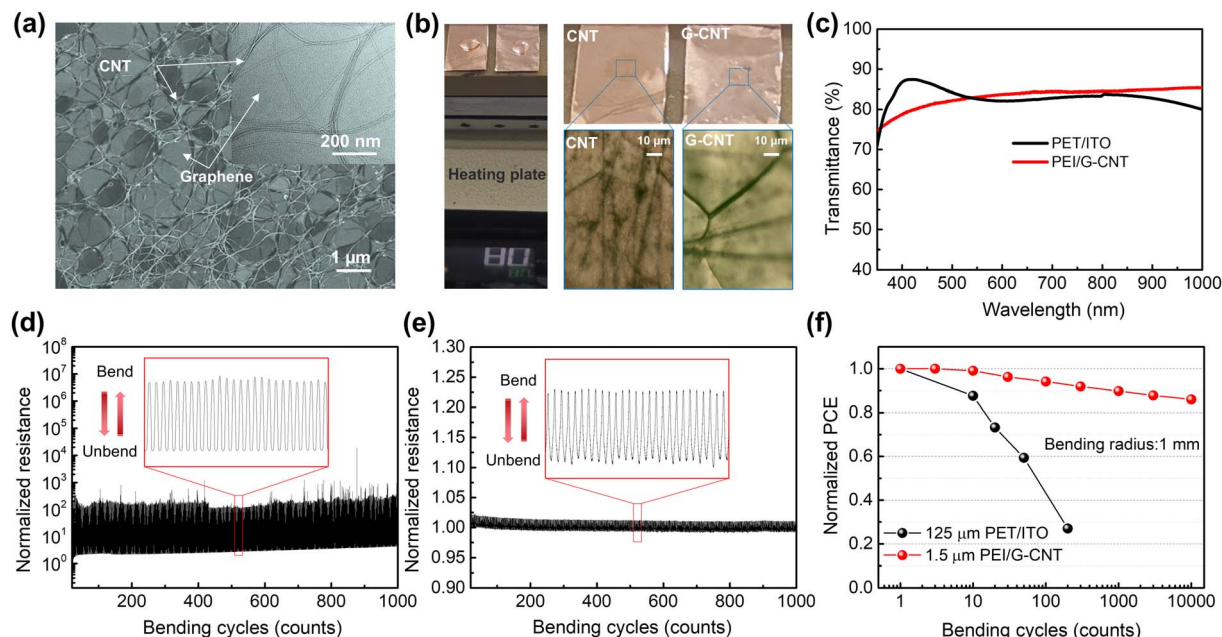 (a)
CNT
Graphene
200 nm
1 μm
(b)
Heating plate
80
80
CNT
G-CNT
CNT
10 μm
G-CNT
10 μm
(c)
Transmittance (%)
90
80
70
60
50
40
PET/ITO
PEI/G-CNT
400 500 600 700 800 900 1000
Wavelength (nm)
(d)
Normalized resistance
10^8
10^7
10^6
10^5
10^4
10^3
10^2
10^1
10^0
Bend
Unbend
200 400 600 800 1000
Bending cycles (counts)
(e)
Normalized resistance
1.30
1.25
1.20
1.15
1.10
1.05
1.00
0.95
0.90
Bend
Unbend
200 400 600 800 1000
Bending cycles (counts)
(f)
Normalized PCE
1.0
0.8
0.6
0.4
0.2
Bending radius:1 mm
125 μm PET/ITO
1.5 μm PEI/G-CNT
1 10 100 1000 10000
Bending cycles (counts)